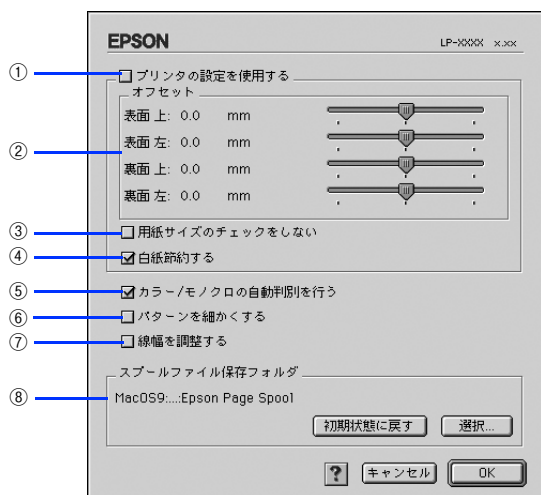 EPSON LP-XXXX x.xx
① プリンタの設定を使用する
オフセット
② 表面 上: 0.0 mm
表面 左: 0.0 mm
裏面 上: 0.0 mm
裏面 左: 0.0 mm
③ 用紙サイズのチェックをしない
④ 白紙節約する
⑤ カラー/モノクロの自動判別を行う
⑥ パターンを細かくする
⑦ 線幅を調整する
スプールファイル保存フォルダ
⑧ MacOS9:...:Epson Page Spool
初期状態に戻す 選択...
? キャンセル OK